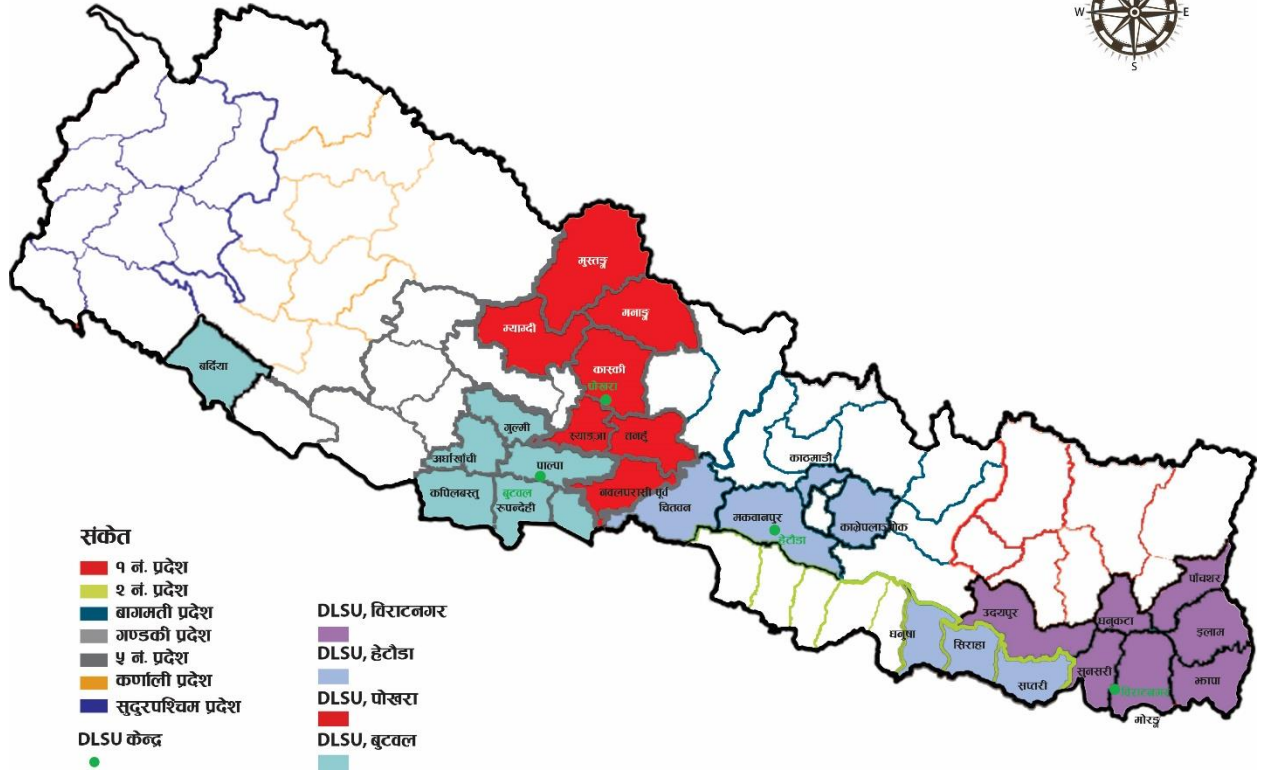 W E
S
मुस्ताङ्ग
मनाङ्ग
म्याग्दी
कास्की
पोखरा
बर्दिया
गुल्मी
स्याङजा
तनहुँ
अर्घाखाँची
पाल्पा
काठमाडौ
कपिलबस्तु
बुटवल
रुपन्देही
नवलपरासी पूर्व
चितवन
मकवानपुर
हेटौडा
पाँचथर
उदयपुर
धनकुटा
इलाम
धनुषा
सिराहा
सप्तरी
सुनसरी
विराटनगर
झापा
मोरङ्ग
संकेत
१ नं. प्रदेश
२ नं. प्रदेश
बागमती प्रदेश
गण्डकी प्रदेश
५ नं. प्रदेश
कर्णाली प्रदेश
सुदुरपश्चिम प्रदेश
DLSU केन्द्र
DLSU, विराटनगर
DLSU, हेटौडा
DLSU, पोखरा
DLSU, बुटवल